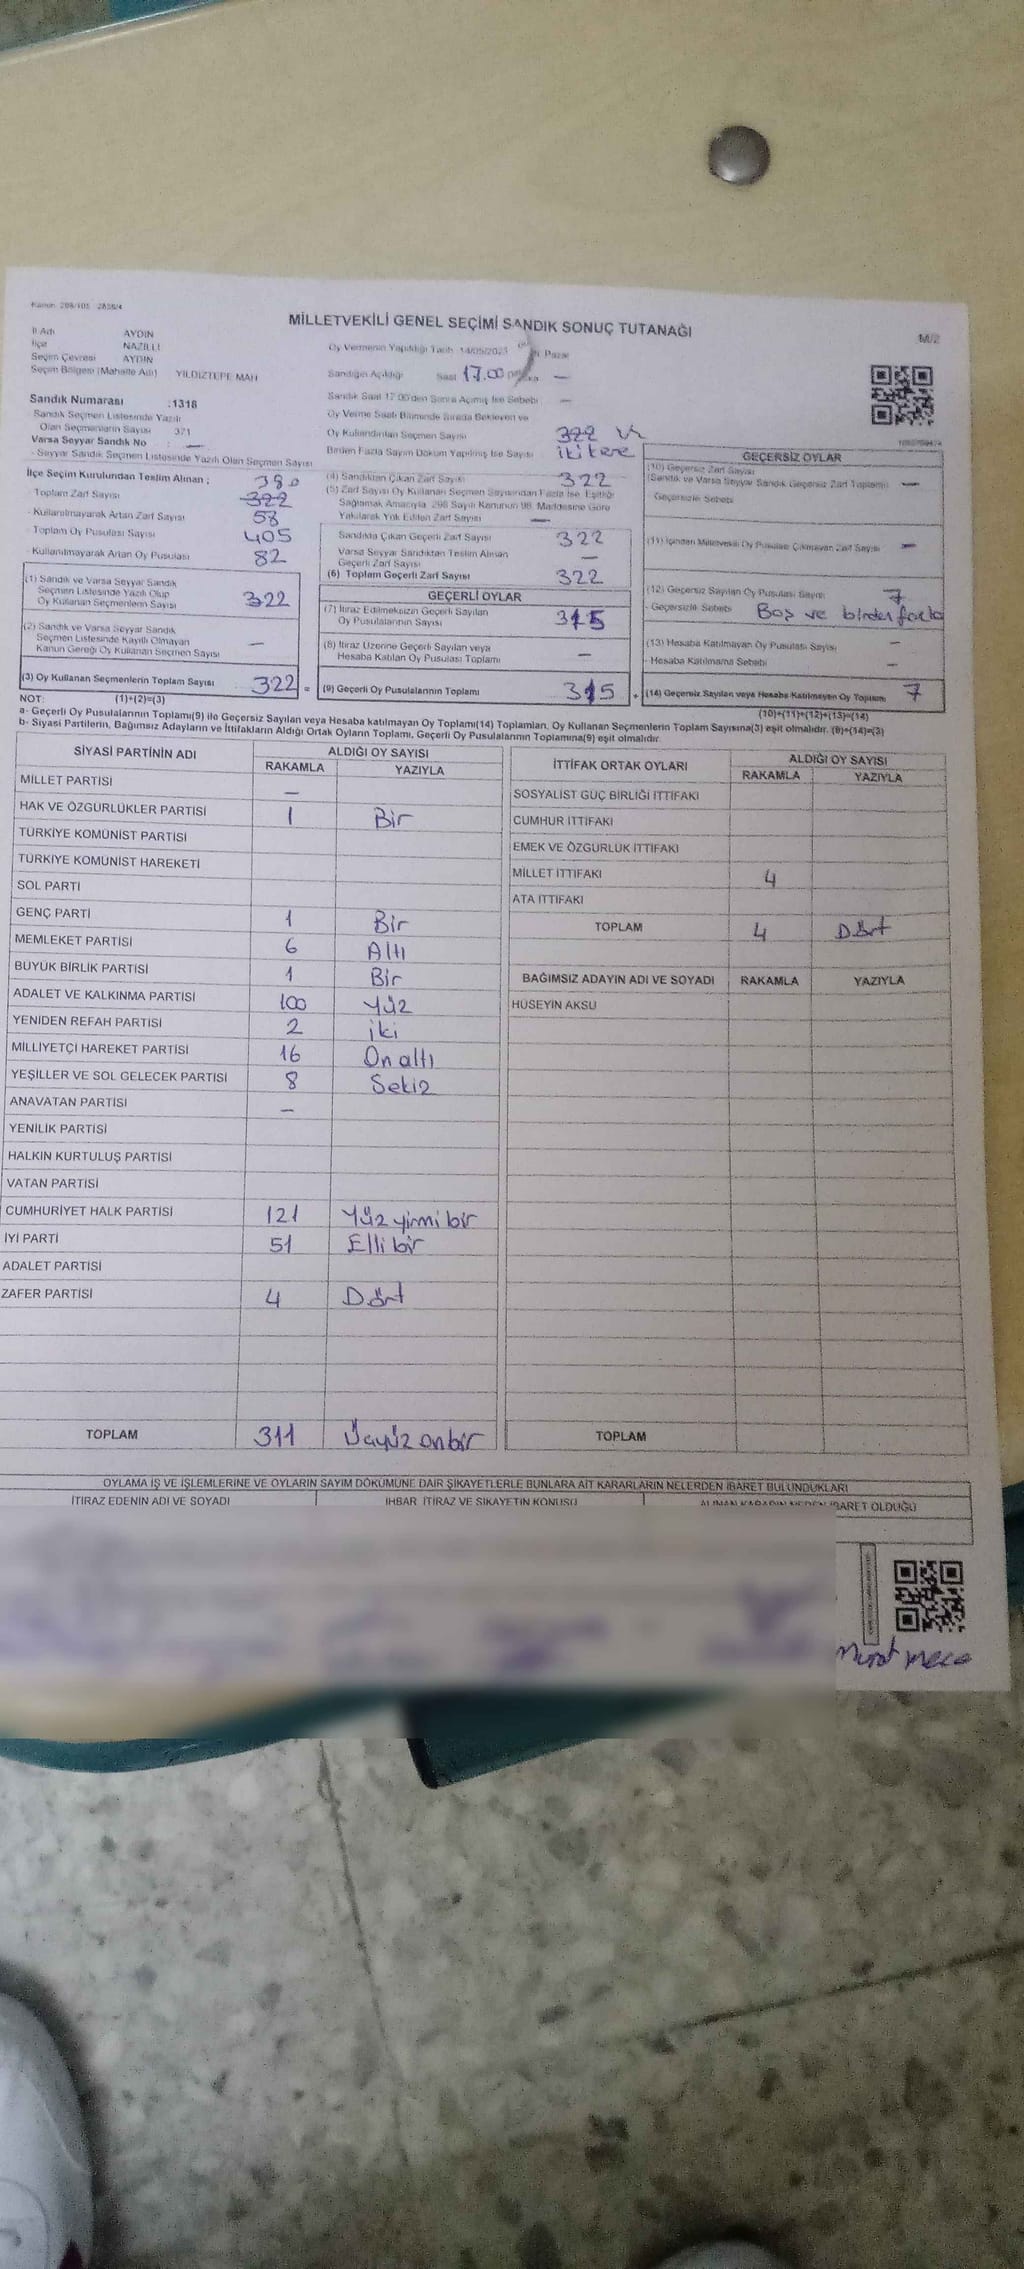 Kanun 298/105 2839/4
MİLLETVEKİLİ GENEL SEÇİMİ SANDIK SONUÇ TUTANAĞI
M/2
İl Adı AYDIN
İlçe NAZİLLİ
Seçim Çevresi AYDIN
Seçim Bölgesi (Mahalle Adı) YILDIZTEPE MAH
Oy Vermenin Yapıldığı Tarih 14/05/2023 Pazar
Sandığın Açıldığı Saat 17.00 —
Sandık Numarası :1318
Sandık Seçmen Listesinde Yazılı
Olan Seçmenlerin Sayısı 371
Varsa Seyyar Sandık No : —
- Seyyar Sandık Seçmen Listesinde Yazılı Olan Seçmen Sayısı
Sandık Saat 17.00'den Sonra Açılmış İse Sebebi : —
Oy Verme Saati Bitiminde Sırada Bekleyen ve
Oy Kullandırılan Seçmen Sayısı 322
Birden Fazla Sayım Döküm Yapılmış İse Sayısı iki kere
İlçe Seçim Kurulundan Teslim Alınan ; 380
- Toplam Zarf Sayısı 322
- Kullanılmayarak Artan Zarf Sayısı 58
- Toplam Oy Pusulası Sayısı 405
- Kullanılmayarak Artan Oy Pusulası 82
(1) Sandık ve Varsa Seyyar Sandık
Seçmen Listesinde Yazılı Olup
Oy Kullanan Seçmenlerin Sayısı 322
(2) Sandık ve Varsa Seyyar Sandık
Seçmen Listesinde Kayıtlı Olmayan
Kanun Gereği Oy Kullanan Seçmen Sayısı —
(3) Oy Kullanan Seçmenlerin Toplam Sayısı 322 =
(4) Sandıktan Çıkan Zarf Sayısı 322
(5) Zarf Sayısı Oy Kullanan Seçmen Sayısından Fazla İse, Eşitliği
Sağlamak Amacıyla, 298 Sayılı Kanunun 98. Maddesine Göre
Yakılarak Yok Edilen Zarf Sayısı —
Sandıkta Çıkan Geçerli Zarf Sayısı 322
Varsa Seyyar Sandıktan Teslim Alınan
Geçerli Zarf Sayısı —
(6) Toplam Geçerli Zarf Sayısı 322
GEÇERLİ OYLAR
(7) İtiraz Edilmeksizin Geçerli Sayılan
Oy Pusulalarının Sayısı 315
(8) İtiraz Üzerine Geçerli Sayılan veya
Hesaba Katılan Oy Pusulası Toplamı —
(9) Geçerli Oy Pusulalarının Toplamı 315 +
GEÇERSİZ OYLAR
(10) Geçersiz Zarf Sayısı
(Sandık ve Varsa Seyyar Sandık Geçersiz Zarf Toplamı) —
- Geçersizlik Sebebi
(11) İçinden Milletvekili Oy Pusulası Çıkmayan Zarf Sayısı —
(12) Geçersiz Sayılan Oy Pusulası Sayısı 7
- Geçersizlik Sebebi Boş ve birden fazla
(13) Hesaba Katılmayan Oy Pusulası Sayısı —
- Hesaba Katılmama Sebebi —
(14) Geçersiz Sayılan veya Hesaba Katılmayan Oy Toplamı 7
NOT: (1)+(2)=(3) (10)+(11)+(12)+(13)=(14)
a- Geçerli Oy Pusulalarının Toplamı(9) ile Geçersiz Sayılan veya Hesaba katılmayan Oy Toplamı(14) Toplamları, Oy Kullanan Seçmenlerin Toplam Sayısına(3) eşit olmalıdır. (9)+(14)=(3)
b- Siyasi Partilerin, Bağımsız Adayların ve İttifakların Aldığı Ortak Oyların Toplamı, Geçerli Oy Pusulalarının Toplamına(9) eşit olmalıdır.
SİYASİ PARTİNİN ADI ALDIĞI OY SAYISI
RAKAMLA YAZIYLA
MİLLET PARTİSİ —
HAK VE ÖZGÜRLÜKLER PARTİSİ 1 Bir
TÜRKİYE KOMÜNİST PARTİSİ
TÜRKİYE KOMÜNİST HAREKETİ
SOL PARTİ
GENÇ PARTİ 1 Bir
MEMLEKET PARTİSİ 6 Altı
BÜYÜK BİRLİK PARTİSİ 1 Bir
ADALET VE KALKINMA PARTİSİ 100 Yüz
YENİDEN REFAH PARTİSİ 2 iki
MİLLİYETÇİ HAREKET PARTİSİ 16 On altı
YEŞİLLER VE SOL GELECEK PARTİSİ 8 Sekiz
ANAVATAN PARTİSİ —
YENİLİK PARTİSİ
HALKIN KURTULUŞ PARTİSİ
VATAN PARTİSİ
CUMHURİYET HALK PARTİSİ 121 Yüz yirmi bir
İYİ PARTİ 51 Elli bir
ADALET PARTİSİ
ZAFER PARTİSİ 4 Dört
TOPLAM 311 Üçyüz onbir
İTTİFAK ORTAK OYLARI ALDIĞI OY SAYISI
RAKAMLA YAZIYLA
SOSYALİST GÜÇ BİRLİĞİ İTTİFAKI
CUMHUR İTTİFAKI
EMEK VE ÖZGÜRLÜK İTTİFAKI
MİLLET İTTİFAKI 4
ATA İTTİFAKI
TOPLAM 4 Dört
BAĞIMSIZ ADAYIN ADI VE SOYADI RAKAMLA YAZIYLA
HÜSEYİN AKSU
TOPLAM
OYLAMA İŞ VE İŞLEMLERİNE VE OYLARIN SAYIM DÖKÜMÜNE DAİR ŞİKAYETLERLE BUNLARA AİT KARARLARIN NELERDEN İBARET BULUNDUKLARI
İTİRAZ EDENİN ADI VE SOYADI İHBAR, İTİRAZ VE ŞİKAYETİN KONUSU ALINAN KARARIN NEDEN İBARET OLDUĞU
Murat